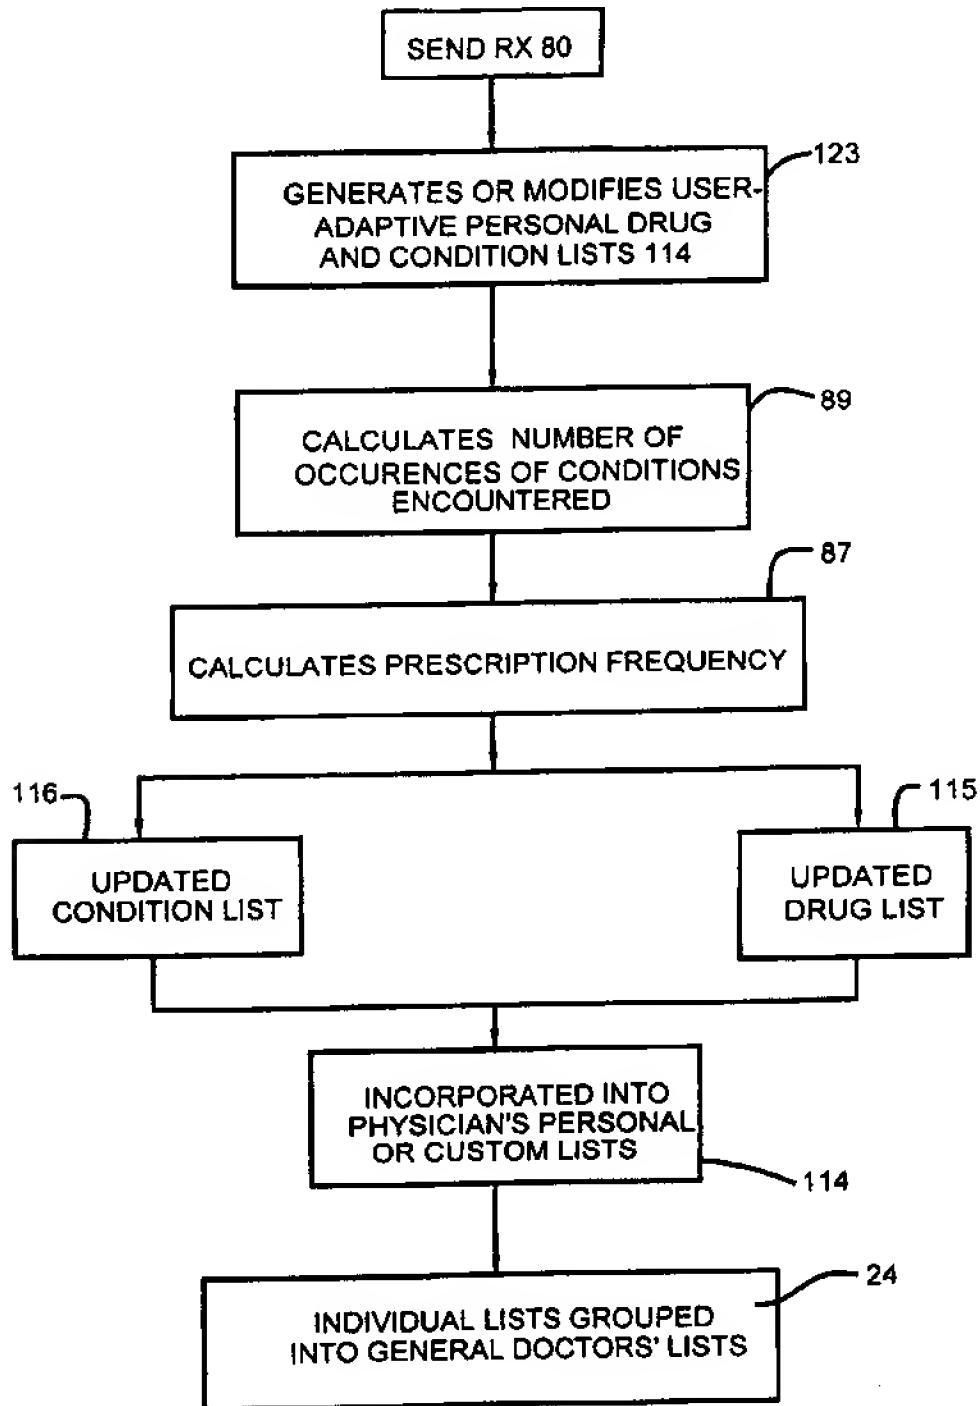 SEND RX 80
123
GENERATES OR MODIFIES USER-
ADAPTIVE PERSONAL DRUG
AND CONDITION LISTS 114
89
CALCULATES NUMBER OF
OCCURENCES OF CONDITIONS
ENCOUNTERED
87
CALCULATES PRESCRIPTION FREQUENCY
116
115
UPDATED
CONDITION LIST
UPDATED
DRUG LIST
INCORPORATED INTO
PHYSICIAN'S PERSONAL
OR CUSTOM LISTS
114
24
INDIVIDUAL LISTS GROUPED
INTO GENERAL DOCTORS' LISTS